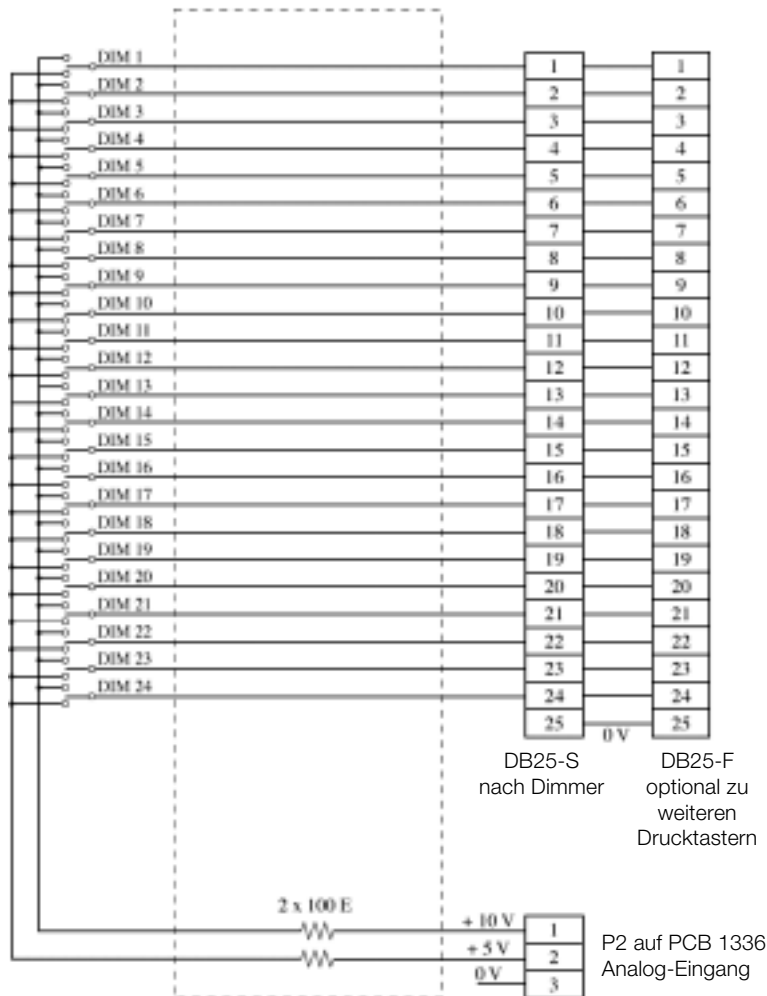 DIM 1
DIM 2
DIM 3
DIM 4
DIM 5
DIM 6
DIM 7
DIM 8
DIM 9
DIM 10
DIM 11
DIM 12
DIM 13
DIM 14
DIM 15
DIM 16
DIM 17
DIM 18
DIM 19
DIM 20
DIM 21
DIM 22
DIM 23
DIM 24
1 1
2 2
3 3
4 4
5 5
6 6
7 7
8 8
9 9
10 10
11 11
12 12
13 13
14 14
15 15
16 16
17 17
18 18
19 19
20 20
21 21
22 22
23 23
24 24
25 0 V 25
DB25-S
nach Dimmer
DB25-F
optional zu
weiteren
Drucktastern
2 x 100 E
+ 10 V 1
+ 5 V 2
0 V 3
P2 auf PCB 1336
Analog-Eingang